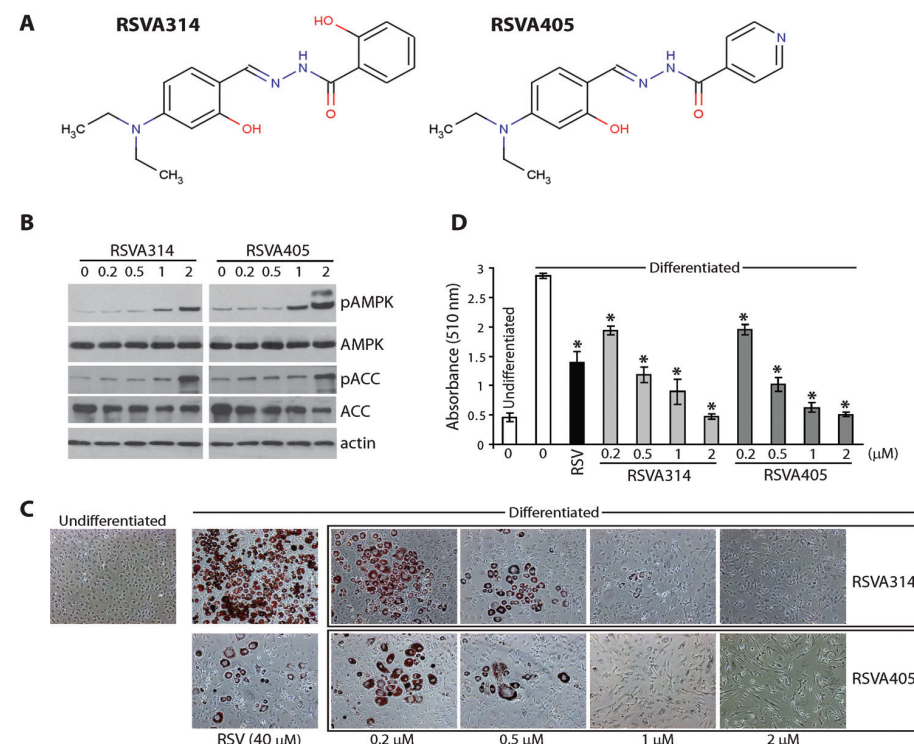 A
RSVA314
RSVA405
HO
H
N
N
O
OH
N
H₃C
CH₃
N
H
N
N
O
OH
N
H₃C
CH₃
B
RSVA314
RSVA405
0 0.2 0.5 1 2
0 0.2 0.5 1 2
pAMPK
AMPK
pACC
ACC
actin
D
Differentiated
Absorbance (510 nm)
3
2.5
2
1.5
1
0.5
0
Undifferentiated
* * * * * * * * *
0 0 RSV 0.2 0.5 1 2 0.2 0.5 1 2 (μM)
RSVA314
RSVA405
C
Differentiated
Undifferentiated
RSVA314
RSVA405
RSV (40 μM)
0.2 μM
0.5 μM
1 μM
2 μM